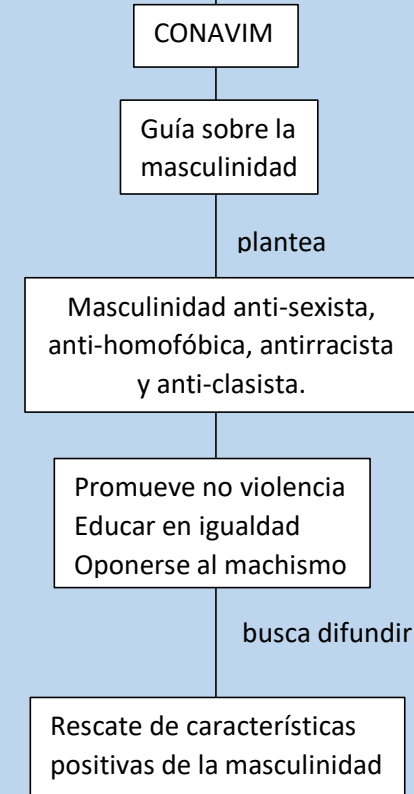 CONAVIM
Guía sobre la
masculinidad
plantea
Masculinidad anti-sexista,
anti-homofóbica, antirracista
y anti-clasista.
Promueve no violencia
Educar en igualdad
Oponerse al machismo
busca difundir
Rescate de características
positivas de la masculinidad